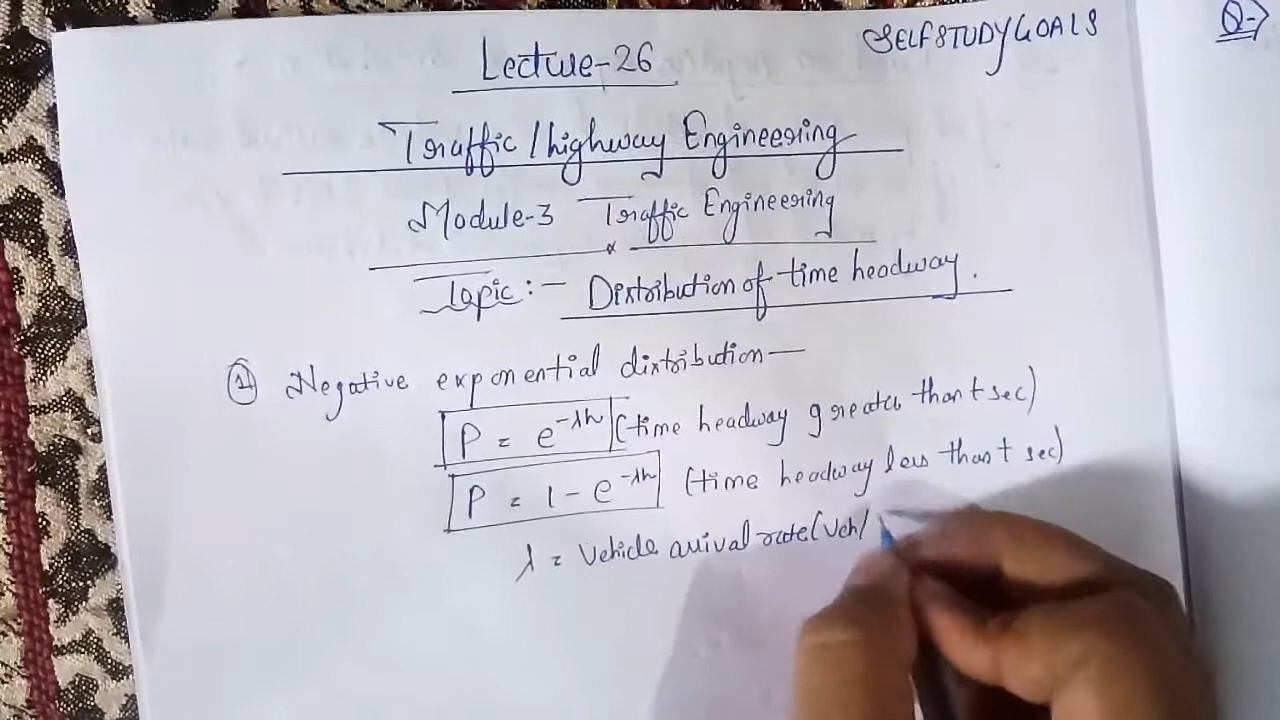 Lecture-26
SELFSTUDYGOALS
Q→
Traffic / highway Engineering
Module-3 Traffic Engineering
Topic:- Distribution of time headway.
① Negative exponential distribution—
P = e^-λh (time headway greater than t sec)
P = 1 - e^-λh (time headway less than t sec)
λ = Vehicle arrival rate (veh/